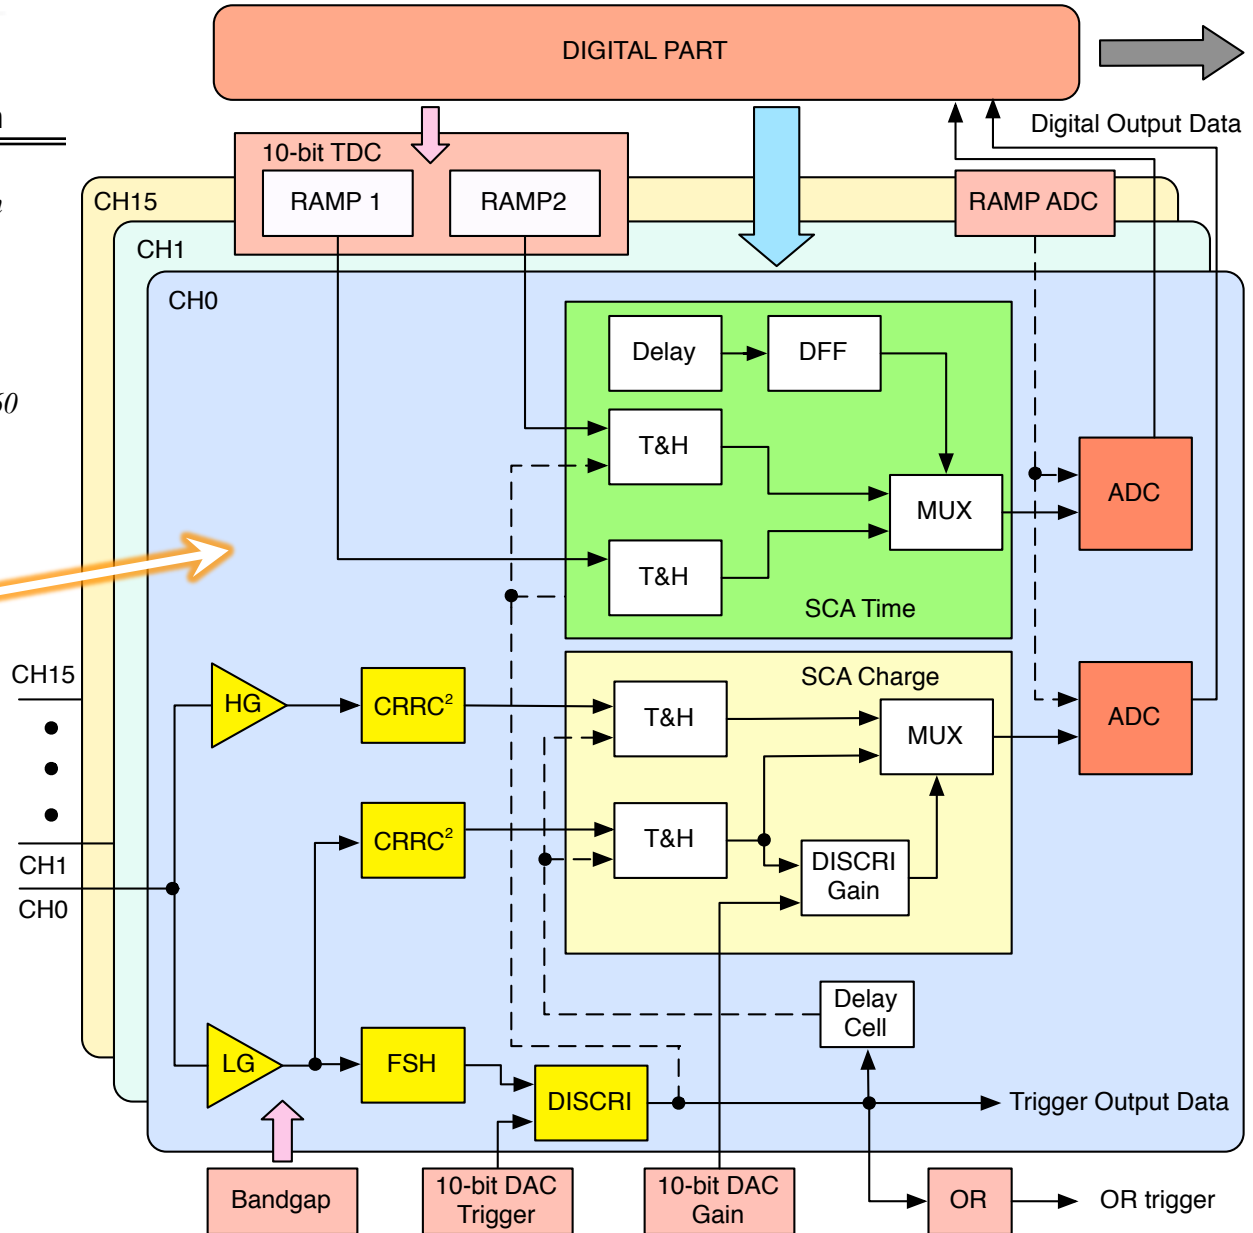 DIGITAL PART
Digital Output Data
10-bit TDC
RAMP 1
RAMP2
RAMP ADC
CH15
CH1
CH0
Delay
DFF
T&H
MUX
ADC
T&H
SCA Time
60
CH15
HG
CRRC²
SCA Charge
T&H
MUX
ADC
CRRC²
T&H
DISCRI
Gain
CH1
CH0
Delay
Cell
LG
FSH
DISCRI
Trigger Output Data
Bandgap
10-bit DAC
Trigger
10-bit DAC
Gain
OR
OR trigger